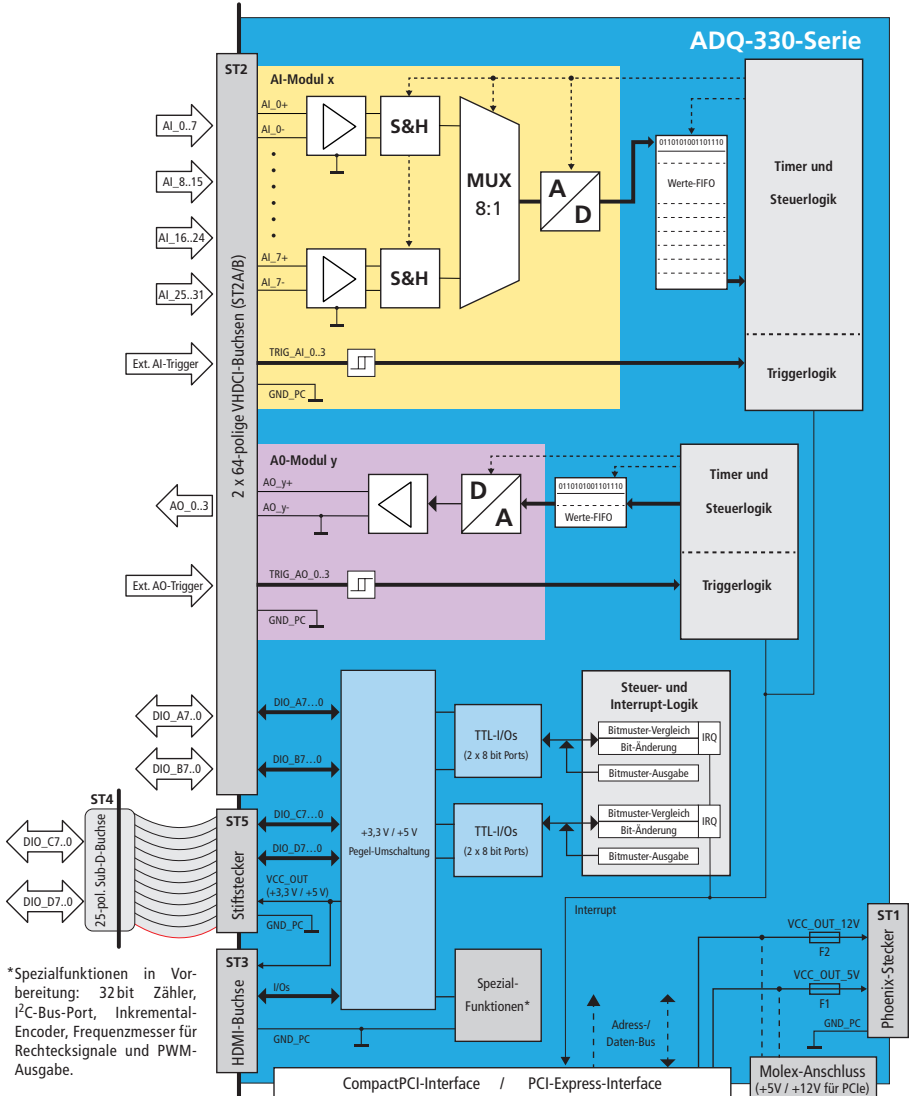 ADQ-330-Serie
ST2
AI-Modul x
AI_0+
AI_0-
S&H
MUX
8:1
A
D
0110101001101110
Werte-FIFO
Timer und
Steuerlogik
AI_0..7
AI_8..15
AI_16..24
AI_25..31
AI_7+
AI_7-
S&H
Ext. AI-Trigger
TRIG_AI_0..3
Triggerlogik
GND_PC
2 x 64-polige VHDCI-Buchsen (ST2A/B)
A0-Modul y
AO_y+
AO_y-
D
A
0110101001101110
Werte-FIFO
Timer und
Steuerlogik
AO_0..3
Ext. AO-Trigger
TRIG_AO_0..3
Triggerlogik
GND_PC
DIO_A7..0
DIO_A7...0
DIO_B7..0
DIO_B7...0
TTL-I/Os
(2 x 8 bit Ports)
Steuer- und
Interrupt-Logik
Bitmuster-Vergleich
Bit-Änderung
IRQ
Bitmuster-Ausgabe
ST4
25-pol. Sub-D-Buchse
DIO_C7..0
DIO_D7..0
ST5
Stiftstecker
DIO_C7...0
DIO_D7...0
VCC_OUT
(+3,3 V / +5 V)
GND_PC
+3,3 V / +5 V
Pegel-Umschaltung
TTL-I/Os
(2 x 8 bit Ports)
Bitmuster-Vergleich
Bit-Änderung
IRQ
Bitmuster-Ausgabe
Interrupt
ST3
HDMI-Buchse
I/Os
GND_PC
Spezial-
Funktionen*
Adress-/
Daten-Bus
VCC_OUT_12V
F2
VCC_OUT_5V
F1
GND_PC
ST1
Phoenix-Stecker
*Spezialfunktionen in Vor-
bereitung: 32bit Zähler,
I²C-Bus-Port, Inkremental-
Encoder, Frequenzmesser für
Rechtecksignale und PWM-
Ausgabe.
CompactPCI-Interface / PCI-Express-Interface
Molex-Anschluss
(+5V / +12V für PCIe)